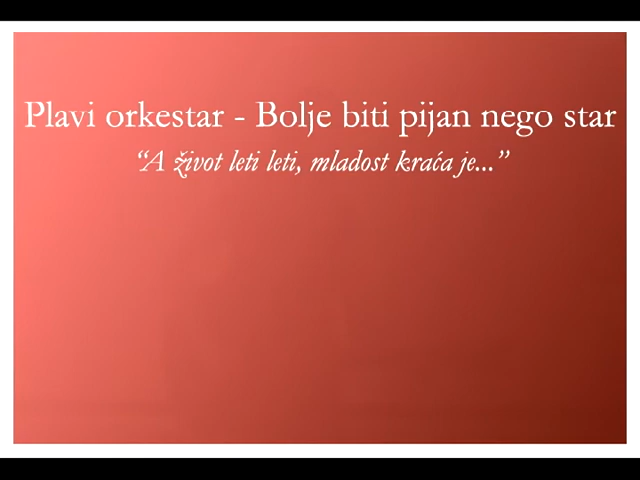 Plavi orkestar - Bolje biti pijan nego star
“A život leti leti, mladost kraća je...”